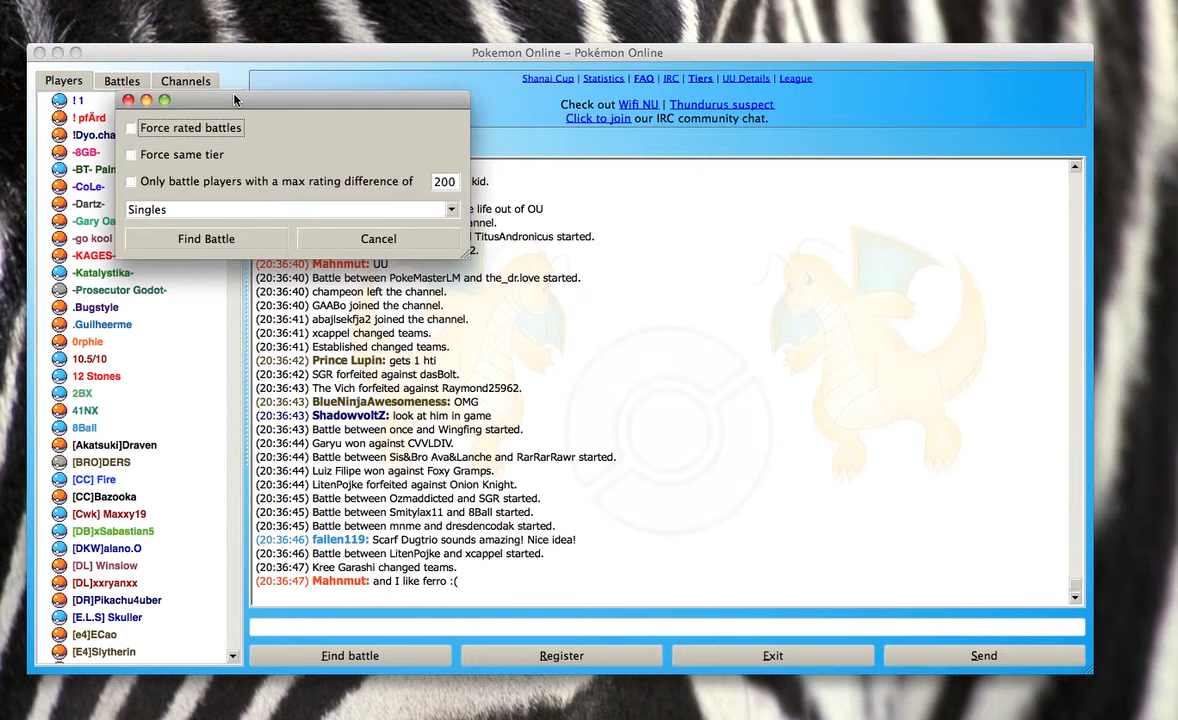 Pokemon Online – Pokémon Online
Players Battles Channels
Shanai Cup | Statistics | FAQ | IRC | Tiers | UU Details | League
Check out Wifi NU | Thundurus suspect
Click to join our IRC community chat.
Force rated battles
Force same tier
Only battle players with a max rating difference of 200
Singles
Find Battle Cancel
! 1
! pfÄrd
!Dyo.cha
-8GB-
-BT- Pain
-CoLe-
-Dartz-
-Gary Oa
-go kool
-KAGES-
-Katalystika-
-Prosecutor Godot-
.Bugstyle
.Guilheerme
0rphie
10.5/10
12 Stones
2BX
41NX
8Ball
[Akatsuki]Draven
[BRO]DERS
[CC] Fire
[CC]Bazooka
[Cwk] Maxxy19
[DB]xSabastian5
[DKW]alano.O
[DL] Winslow
[DL]xxryanxx
[DR]Pikachu4uber
[E.L.S] Skuller
[e4]ECao
[E4]Slytherin
kid.
e life out of OU
nnel.
TitusAndronicus started.
2.
(20:36:40) Mahnmut: UU
(20:36:40) Battle between PokeMasterLM and the_dr.love started.
(20:36:40) champeon left the channel.
(20:36:40) GAABo joined the channel.
(20:36:41) abajlsekfja2 joined the channel.
(20:36:41) xcappel changed teams.
(20:36:41) Established changed teams.
(20:36:42) Prince Lupin: gets 1 hti
(20:36:42) SGR forfeited against dasBolt.
(20:36:43) The Vich forfeited against Raymond25962.
(20:36:43) BlueNinjaAwesomeness: OMG
(20:36:43) ShadowvoltZ: look at him in game
(20:36:43) Battle between once and Wingfing started.
(20:36:44) Garyu won against CVVLDIV.
(20:36:44) Battle between Sis&Bro Ava&Lanche and RarRarRawr started.
(20:36:44) Luiz Filipe won against Foxy Gramps.
(20:36:44) LitenPojke forfeited against Onion Knight.
(20:36:45) Battle between Ozmaddicted and SGR started.
(20:36:45) Battle between Smitylax11 and 8Ball started.
(20:36:45) Battle between mnme and dresdencodak started.
(20:36:46) fallen119: Scarf Dugtrio sounds amazing! Nice idea!
(20:36:46) Battle between LitenPojke and xcappel started.
(20:36:47) Kree Garashi changed teams.
(20:36:47) Mahnmut: and I like ferro :(
Find battle Register Exit Send